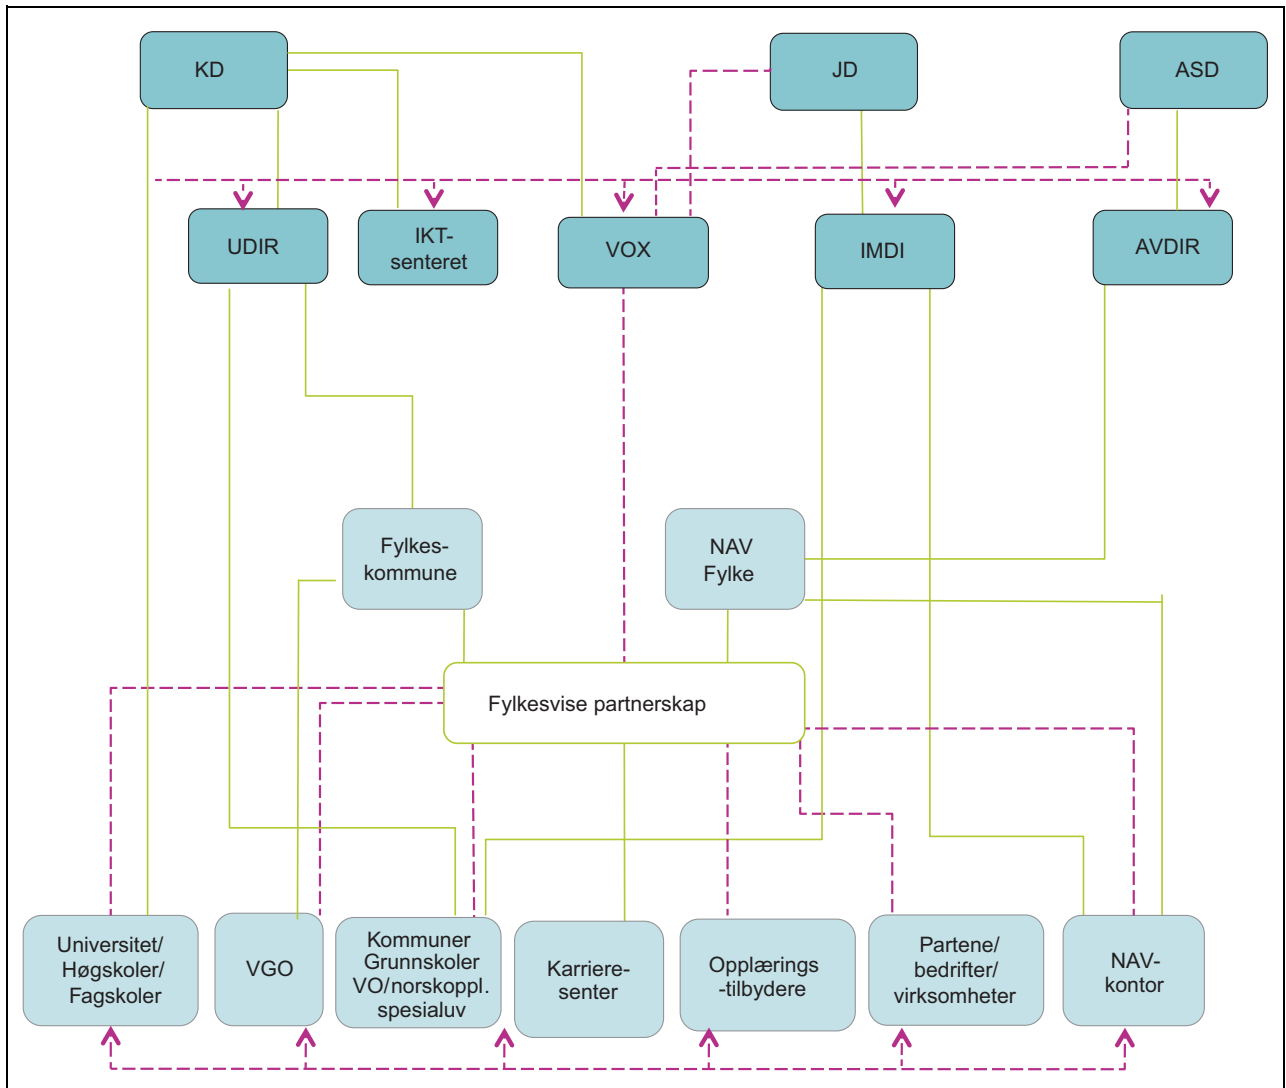 KD
JD
ASD
UDIR
IKT-
senteret
VOX
IMDI
AVDIR
Fylkes-
kommune
NAV
Fylke
Fylkesvise partnerskap
Universitet/
Høgskoler/
Fagskoler
VGO
Kommuner
Grunnskoler
VO/norskoppl.
spesialuv
Karriere-
senter
Opplærings
-tilbydere
Partene/
bedrifter/
virksomheter
NAV-
kontor